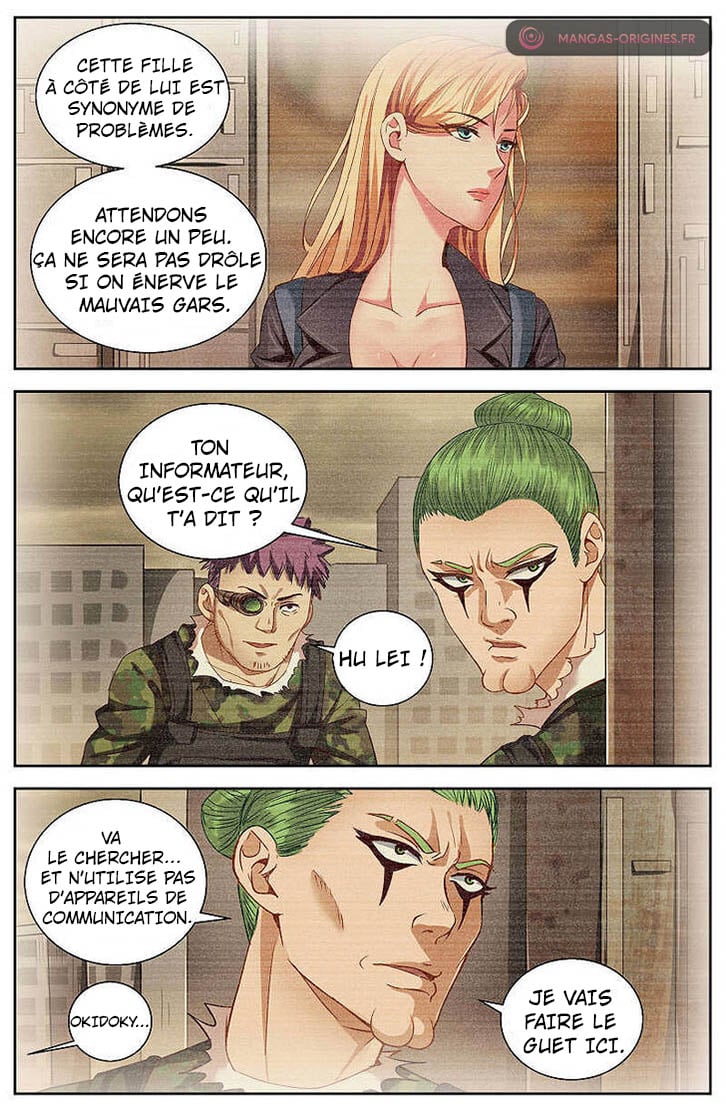 MANGAS-ORIGINES.FR
CETTE FILLE
À CÔTÉ DE LUI EST
SYNONYME DE
PROBLÈMES.
ATTENDONS
ENCORE UN PEU.
ÇA NE SERA PAS DRÔLE
SI ON ÉNERVE LE
MAUVAIS GARS.
TON
INFORMATEUR,
QU'EST-CE QU'IL
T'A DIT ?
HU LEI !
VA
LE CHERCHER...
ET N'UTILISE PAS
D'APPAREILS DE
COMMUNICATION.
OKIDOKY...
JE VAIS
FAIRE LE
GUET ICI.